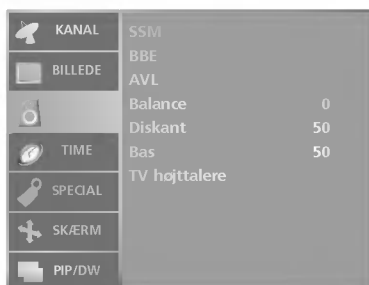 KANAL
BILLEDE
TIME
SPECIAL
SKÆRM
PIP/DW
SSM
BBE
AVL
Balance 0
Diskant 50
Bas 50
TV højttalere